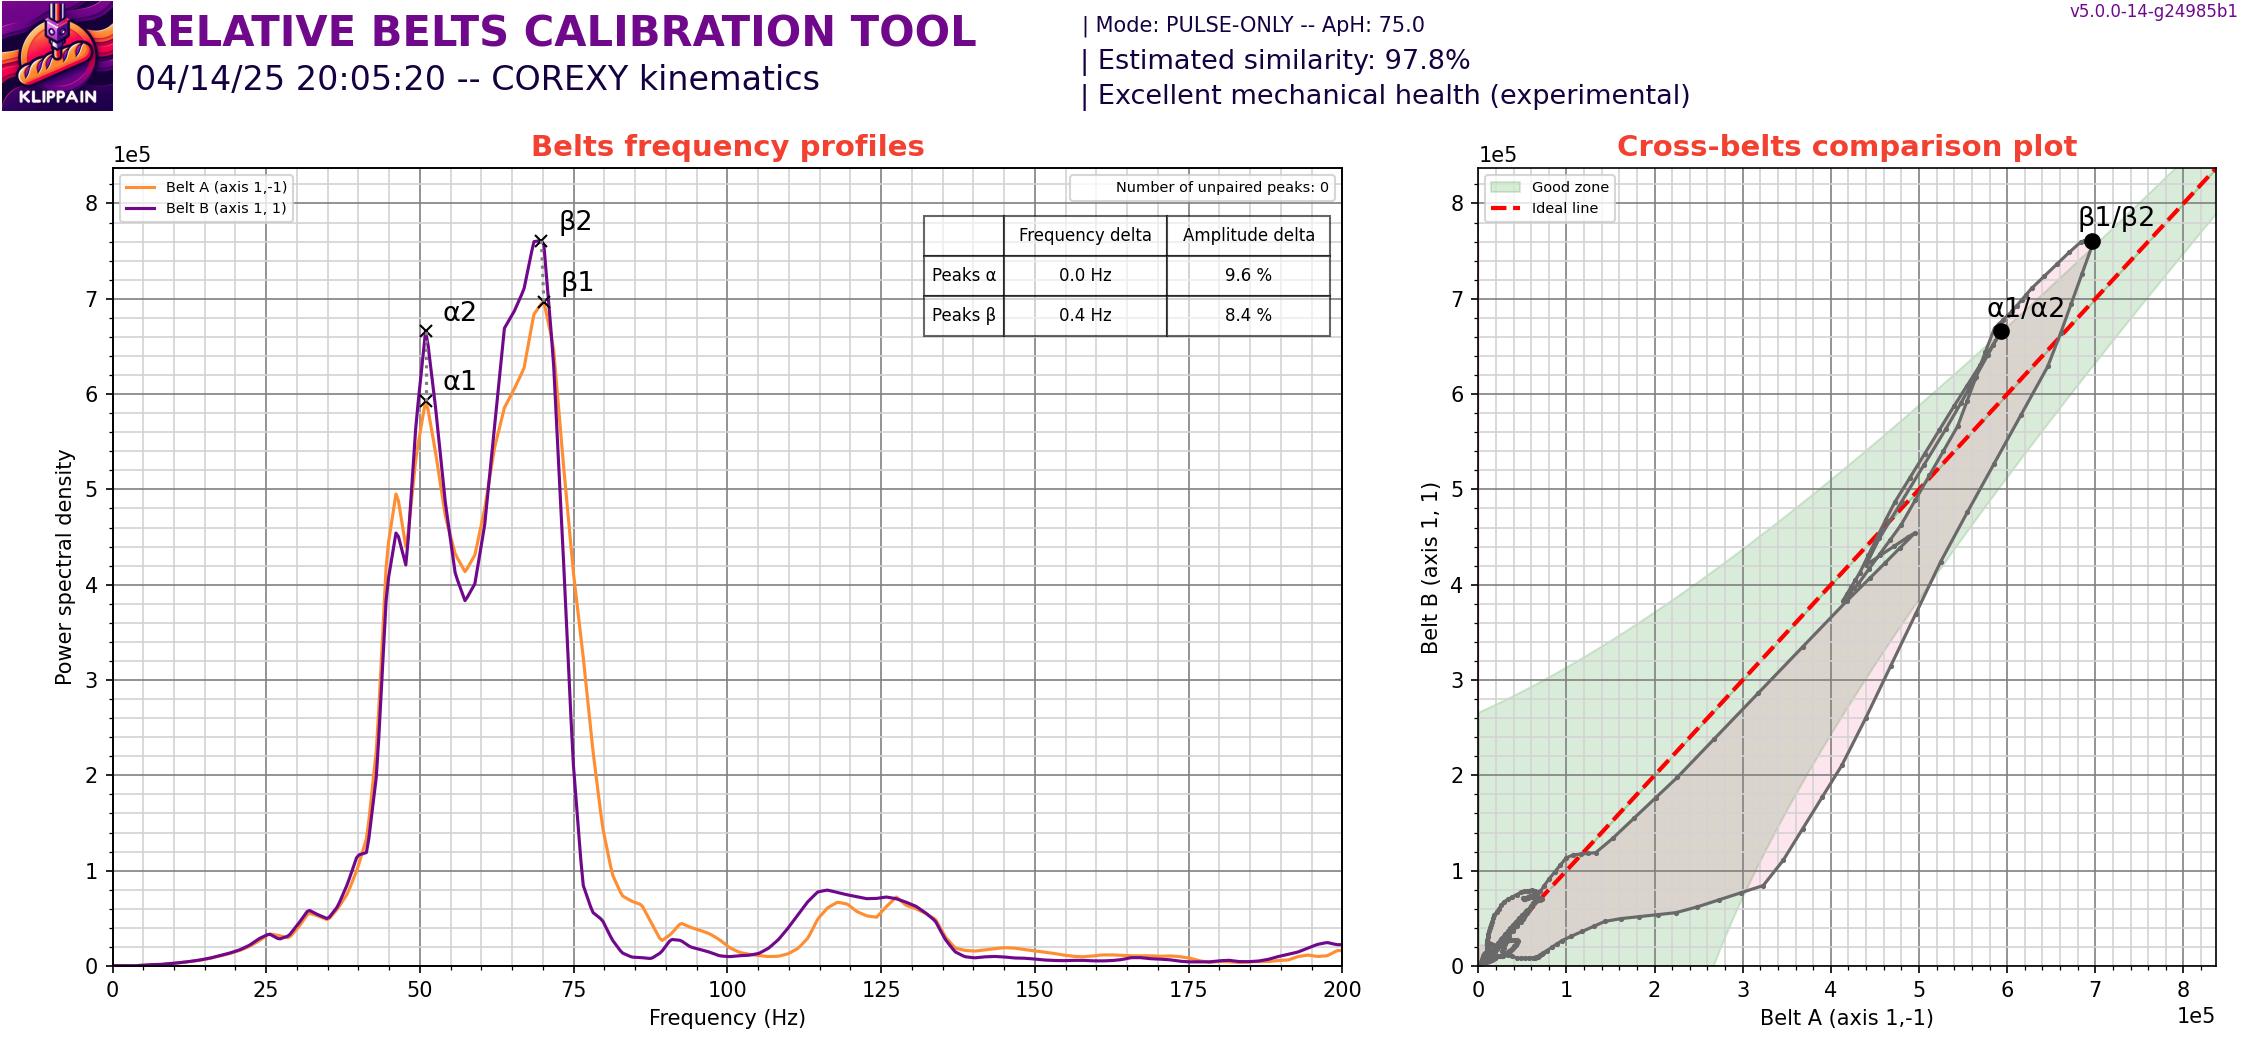 KLIPPAIN
RELATIVE BELTS CALIBRATION TOOL
04/14/25 20:05:20 -- COREXY kinematics
| Mode: PULSE-ONLY -- ApH: 75.0
| Estimated similarity: 97.8%
| Excellent mechanical health (experimental)
v5.0.0-14-g24985b1
Belts frequency profiles
1e5
Belt A (axis 1,-1)
Belt B (axis 1, 1)
Number of unpaired peaks: 0
Frequency delta Amplitude delta
Peaks α 0.0 Hz 9.6 %
Peaks β 0.4 Hz 8.4 %
α2
α1
β2
β1
Power spectral density
8
7
6
5
4
3
2
1
0
0 25 50 75 100 125 150 175 200
Frequency (Hz)
Cross-belts comparison plot
1e5
Good zone
Ideal line
β1/β2
α1/α2
Belt B (axis 1, 1)
8
7
6
5
4
3
2
1
0
0 1 2 3 4 5 6 7 8
Belt A (axis 1,-1)
1e5